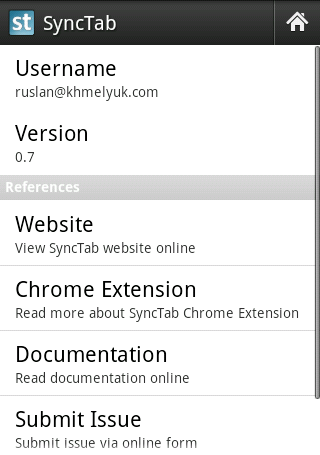 st SyncTab
Username
ruslan@khmelyuk.com
Version
0.7
References
Website
View SyncTab website online
Chrome Extension
Read more about SyncTab Chrome Extension
Documentation
Read documentation online
Submit Issue
Submit issue via online form